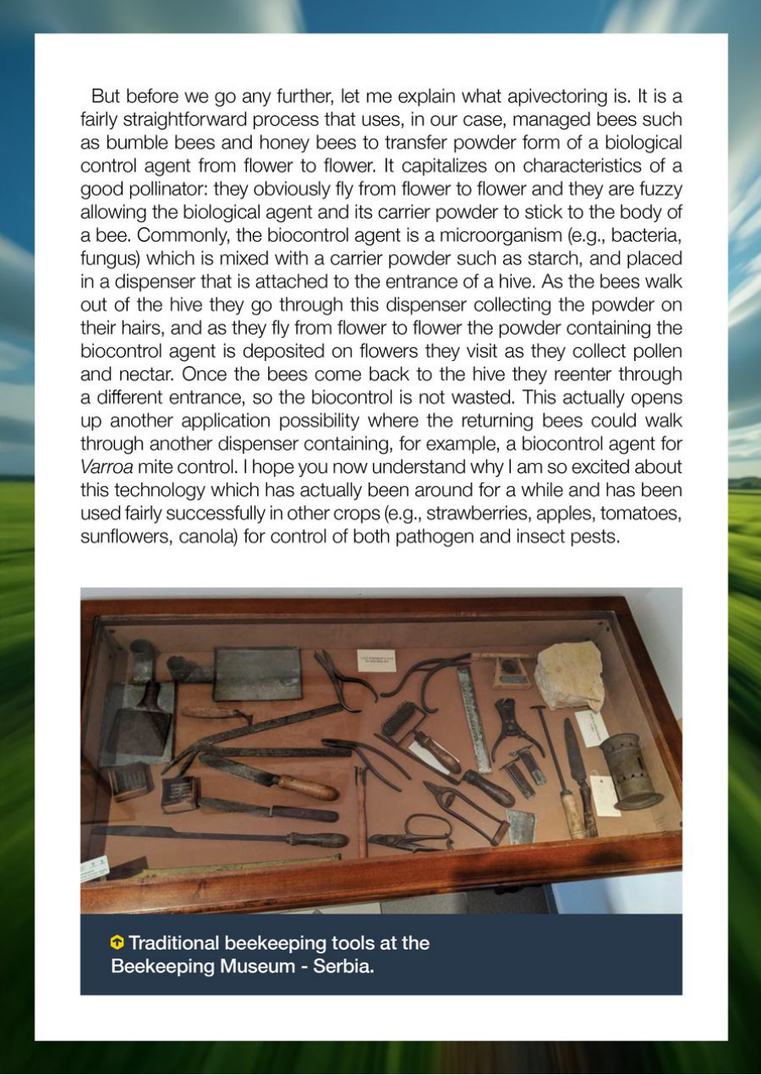 But before we go any further, let me explain what apivectoring is. It is a
fairly straightforward process that uses, in our case, managed bees such
as bumble bees and honey bees to transfer powder form of a biological
control agent from flower to flower. It capitalizes on characteristics of a
good pollinator: they obviously fly from flower to flower and they are fuzzy
allowing the biological agent and its carrier powder to stick to the body of
a bee. Commonly, the biocontrol agent is a microorganism (e.g., bacteria,
fungus) which is mixed with a carrier powder such as starch, and placed
in a dispenser that is attached to the entrance of a hive. As the bees walk
out of the hive they go through this dispenser collecting the powder on
their hairs, and as they fly from flower to flower the powder containing the
biocontrol agent is deposited on flowers they visit as they collect pollen
and nectar. Once the bees come back to the hive they reenter through
a different entrance, so the biocontrol is not wasted. This actually opens
up another application possibility where the returning bees could walk
through another dispenser containing, for example, a biocontrol agent for
Varroa mite control. I hope you now understand why I am so excited about
this technology which has actually been around for a while and has been
used fairly successfully in other crops (e.g., strawberries, apples, tomatoes,
sunflowers, canola) for control of both pathogen and insect pests.
Traditional beekeeping tools at the
Beekeeping Museum - Serbia.